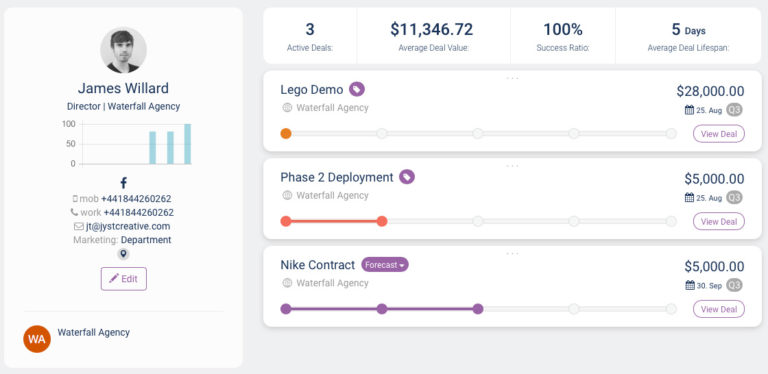 James Willard
Director | Waterfall Agency
100
50
0
mob +441844260262
work +441844260262
jt@jystcreative.com
Marketing: Department
Edit
WA
Waterfall Agency
3
Active Deals:
$11,346.72
Average Deal Value:
100%
Success Ratio:
5 Days
Average Deal Lifespan:
Lego Demo
Waterfall Agency
$28,000.00
25. Aug Q3
View Deal
Phase 2 Deployment
Waterfall Agency
$5,000.00
25. Aug Q3
View Deal
Nike Contract Forecast
Waterfall Agency
$5,000.00
30. Sep Q3
View Deal